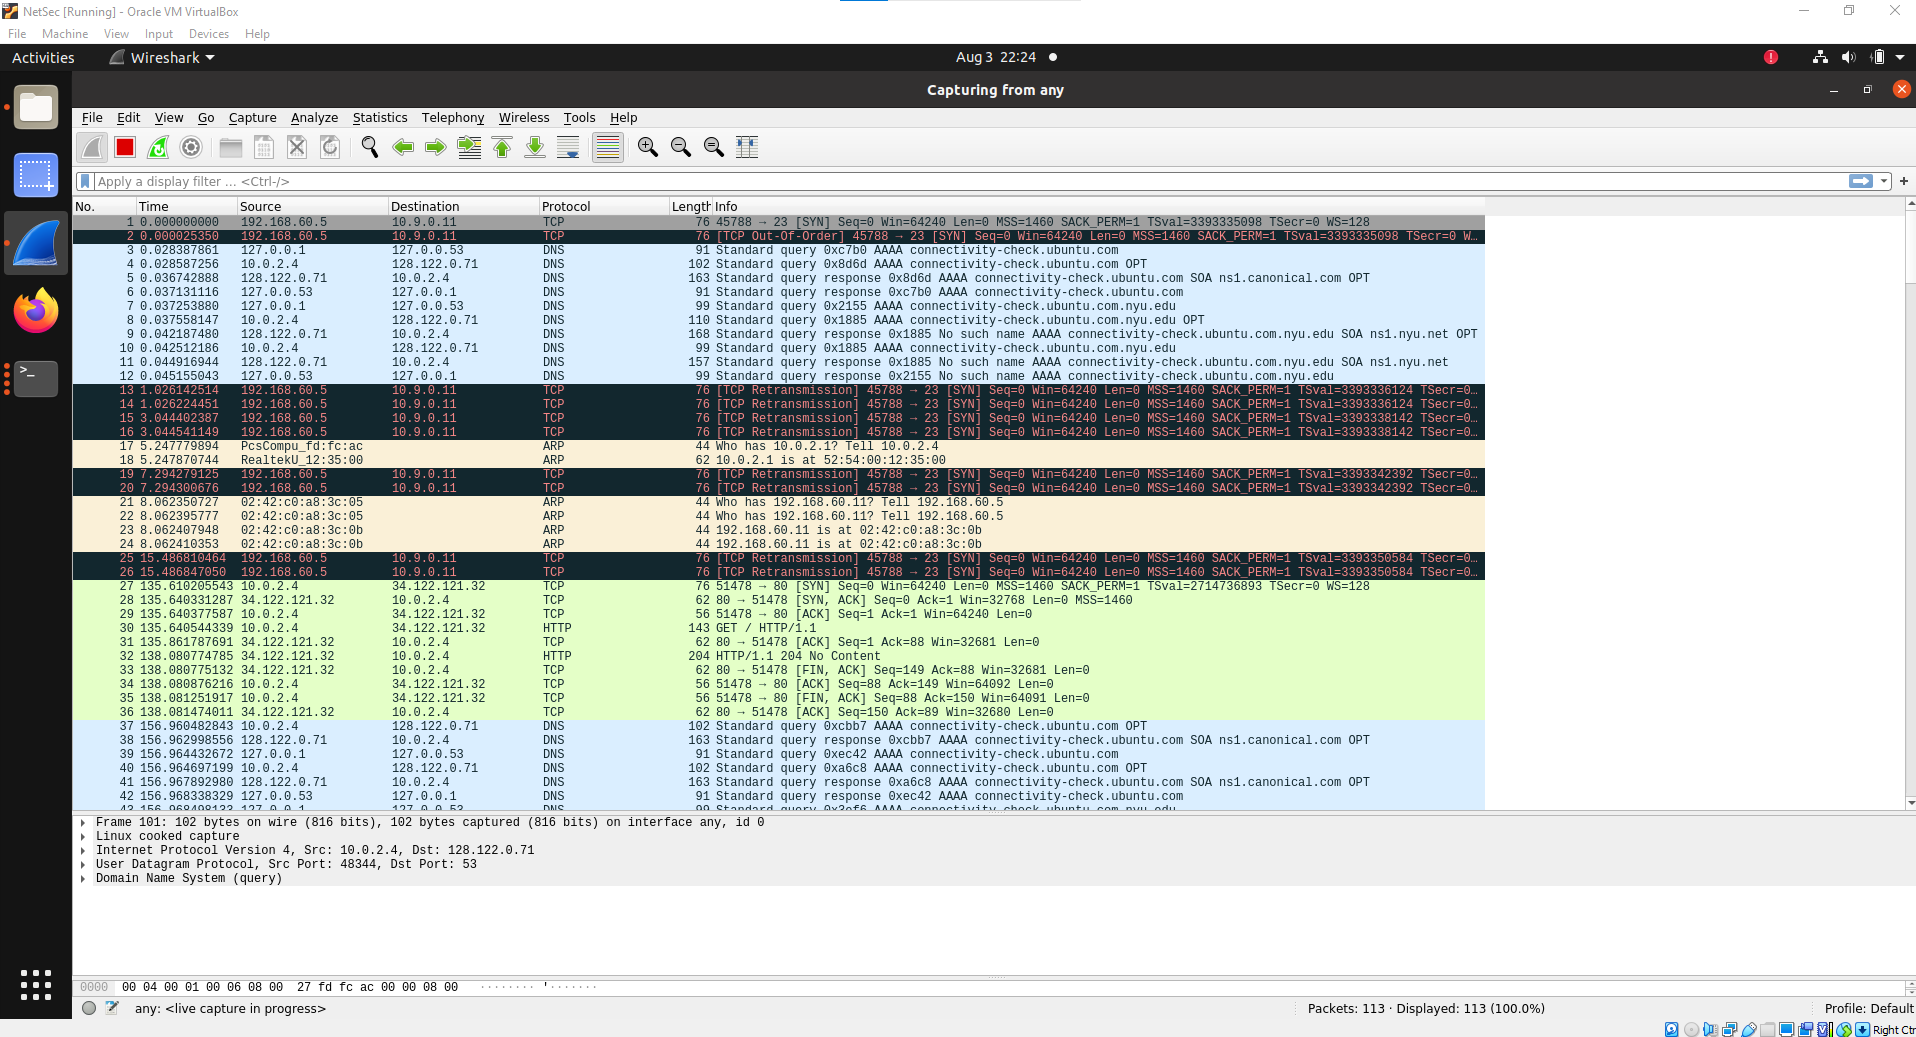 NetSec [Running] - Oracle VM VirtualBox
File Machine View Input Devices Help
Activities Wireshark Aug 3 22:24
Capturing from any
File Edit View Go Capture Analyze Statistics Telephony Wireless Tools Help
Apply a display filter … <Ctrl-/>
No. Time Source Destination Protocol Length Info
1 0.000000000 192.168.60.5 10.9.0.11 TCP 76 45788 → 23 [SYN] Seq=0 Win=64240 Len=0 MSS=1460 SACK_PERM=1 TSval=3393335098 TSecr=0 WS=128
2 0.000025350 192.168.60.5 10.9.0.11 TCP 76 [TCP Out-Of-Order] 45788 → 23 [SYN] Seq=0 Win=64240 Len=0 MSS=1460 SACK_PERM=1 TSval=3393335098 TSecr=0 W…
3 0.028387861 127.0.0.1 127.0.0.53 DNS 91 Standard query 0xc7b0 AAAA connectivity-check.ubuntu.com
4 0.028587256 10.0.2.4 128.122.0.71 DNS 102 Standard query 0x8d6d AAAA connectivity-check.ubuntu.com OPT
5 0.036742888 128.122.0.71 10.0.2.4 DNS 163 Standard query response 0x8d6d AAAA connectivity-check.ubuntu.com SOA ns1.canonical.com OPT
6 0.037131116 127.0.0.53 127.0.0.1 DNS 91 Standard query response 0xc7b0 AAAA connectivity-check.ubuntu.com
7 0.037253880 127.0.0.1 127.0.0.53 DNS 99 Standard query 0x2155 AAAA connectivity-check.ubuntu.com.nyu.edu
8 0.037558147 10.0.2.4 128.122.0.71 DNS 110 Standard query 0x1885 AAAA connectivity-check.ubuntu.com.nyu.edu OPT
9 0.042187480 128.122.0.71 10.0.2.4 DNS 168 Standard query response 0x1885 No such name AAAA connectivity-check.ubuntu.com.nyu.edu SOA ns1.nyu.net OPT
10 0.042512186 10.0.2.4 128.122.0.71 DNS 99 Standard query 0x1885 AAAA connectivity-check.ubuntu.com.nyu.edu
11 0.044916944 128.122.0.71 10.0.2.4 DNS 157 Standard query response 0x1885 No such name AAAA connectivity-check.ubuntu.com.nyu.edu SOA ns1.nyu.net
12 0.045155043 127.0.0.53 127.0.0.1 DNS 99 Standard query response 0x2155 No such name AAAA connectivity-check.ubuntu.com.nyu.edu
13 1.026142514 192.168.60.5 10.9.0.11 TCP 76 [TCP Retransmission] 45788 → 23 [SYN] Seq=0 Win=64240 Len=0 MSS=1460 SACK_PERM=1 TSval=3393336124 TSecr=0…
14 1.026224451 192.168.60.5 10.9.0.11 TCP 76 [TCP Retransmission] 45788 → 23 [SYN] Seq=0 Win=64240 Len=0 MSS=1460 SACK_PERM=1 TSval=3393336124 TSecr=0…
15 3.044402387 192.168.60.5 10.9.0.11 TCP 76 [TCP Retransmission] 45788 → 23 [SYN] Seq=0 Win=64240 Len=0 MSS=1460 SACK_PERM=1 TSval=3393338142 TSecr=0…
16 3.044541149 192.168.60.5 10.9.0.11 TCP 76 [TCP Retransmission] 45788 → 23 [SYN] Seq=0 Win=64240 Len=0 MSS=1460 SACK_PERM=1 TSval=3393338142 TSecr=0…
17 5.247779894 PcsCompu_fd:fc:ac ARP 44 Who has 10.0.2.1? Tell 10.0.2.4
18 5.247870744 RealtekU_12:35:00 ARP 62 10.0.2.1 is at 52:54:00:12:35:00
19 7.294279125 192.168.60.5 10.9.0.11 TCP 76 [TCP Retransmission] 45788 → 23 [SYN] Seq=0 Win=64240 Len=0 MSS=1460 SACK_PERM=1 TSval=3393342392 TSecr=0…
20 7.294300676 192.168.60.5 10.9.0.11 TCP 76 [TCP Retransmission] 45788 → 23 [SYN] Seq=0 Win=64240 Len=0 MSS=1460 SACK_PERM=1 TSval=3393342392 TSecr=0…
21 8.062350727 02:42:c0:a8:3c:05 ARP 44 Who has 192.168.60.11? Tell 192.168.60.5
22 8.062395777 02:42:c0:a8:3c:05 ARP 44 Who has 192.168.60.11? Tell 192.168.60.5
23 8.062407948 02:42:c0:a8:3c:0b ARP 44 192.168.60.11 is at 02:42:c0:a8:3c:0b
24 8.062410353 02:42:c0:a8:3c:0b ARP 44 192.168.60.11 is at 02:42:c0:a8:3c:0b
25 15.486810464 192.168.60.5 10.9.0.11 TCP 76 [TCP Retransmission] 45788 → 23 [SYN] Seq=0 Win=64240 Len=0 MSS=1460 SACK_PERM=1 TSval=3393350584 TSecr=0…
26 15.486847050 192.168.60.5 10.9.0.11 TCP 76 [TCP Retransmission] 45788 → 23 [SYN] Seq=0 Win=64240 Len=0 MSS=1460 SACK_PERM=1 TSval=3393350584 TSecr=0…
27 135.610205543 10.0.2.4 34.122.121.32 TCP 76 51478 → 80 [SYN] Seq=0 Win=64240 Len=0 MSS=1460 SACK_PERM=1 TSval=2714736893 TSecr=0 WS=128
28 135.640331287 34.122.121.32 10.0.2.4 TCP 62 80 → 51478 [SYN, ACK] Seq=0 Ack=1 Win=32768 Len=0 MSS=1460
29 135.640377587 10.0.2.4 34.122.121.32 TCP 56 51478 → 80 [ACK] Seq=1 Ack=1 Win=64240 Len=0
30 135.640544339 10.0.2.4 34.122.121.32 HTTP 143 GET / HTTP/1.1
31 135.861787691 34.122.121.32 10.0.2.4 TCP 62 80 → 51478 [ACK] Seq=1 Ack=88 Win=32681 Len=0
32 138.080774785 34.122.121.32 10.0.2.4 HTTP 204 HTTP/1.1 204 No Content
33 138.080775132 34.122.121.32 10.0.2.4 TCP 62 80 → 51478 [FIN, ACK] Seq=149 Ack=88 Win=32681 Len=0
34 138.080876216 10.0.2.4 34.122.121.32 TCP 56 51478 → 80 [ACK] Seq=88 Ack=149 Win=64092 Len=0
35 138.081251917 10.0.2.4 34.122.121.32 TCP 56 51478 → 80 [FIN, ACK] Seq=88 Ack=150 Win=64091 Len=0
36 138.081474011 34.122.121.32 10.0.2.4 TCP 62 80 → 51478 [ACK] Seq=150 Ack=89 Win=32680 Len=0
37 156.960482843 10.0.2.4 128.122.0.71 DNS 102 Standard query 0xcbb7 AAAA connectivity-check.ubuntu.com OPT
38 156.962998556 128.122.0.71 10.0.2.4 DNS 163 Standard query response 0xcbb7 AAAA connectivity-check.ubuntu.com SOA ns1.canonical.com OPT
39 156.964432672 127.0.0.1 127.0.0.53 DNS 91 Standard query 0xec42 AAAA connectivity-check.ubuntu.com
40 156.964697199 10.0.2.4 128.122.0.71 DNS 102 Standard query 0xa6c8 AAAA connectivity-check.ubuntu.com OPT
41 156.967892980 128.122.0.71 10.0.2.4 DNS 163 Standard query response 0xa6c8 AAAA connectivity-check.ubuntu.com SOA ns1.canonical.com OPT
42 156.968338329 127.0.0.53 127.0.0.1 DNS 91 Standard query response 0xec42 AAAA connectivity-check.ubuntu.com
43 156.968498133 127.0.0.1 127.0.0.53 DNS 99 Standard query 0x3ef6 AAAA connectivity-check.ubuntu.com.nyu.edu
Frame 101: 102 bytes on wire (816 bits), 102 bytes captured (816 bits) on interface any, id 0
Linux cooked capture
Internet Protocol Version 4, Src: 10.0.2.4, Dst: 128.122.0.71
User Datagram Protocol, Src Port: 48344, Dst Port: 53
Domain Name System (query)
0000 00 04 00 01 00 06 08 00 27 fd fc ac 00 00 08 00 ········ '·······
any: <live capture in progress> Packets: 113 · Displayed: 113 (100.0%) Profile: Default
Right Ctr